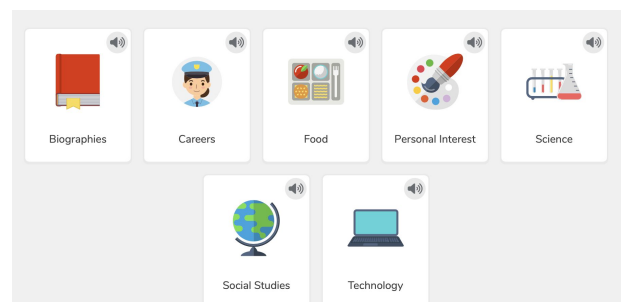 Biographies
Careers
Food
Personal Interest
Science
Social Studies
Technology